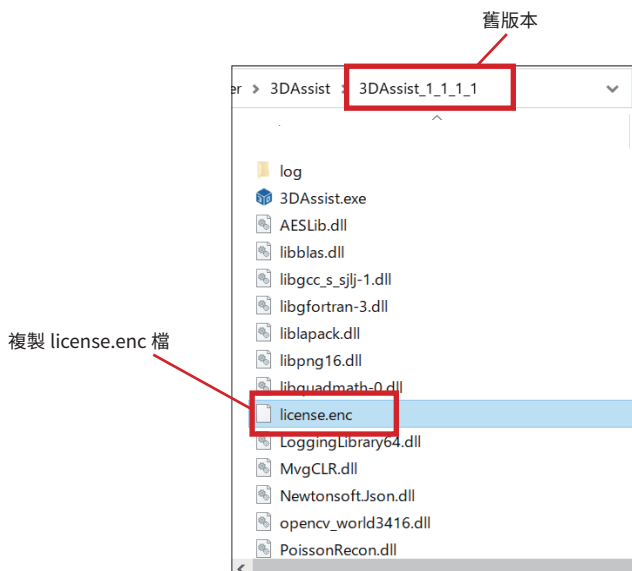 舊版本
er > 3DAssist > 3DAssist_1_1_1_1
log
3DAssist.exe
AESLib.dll
libblas.dll
libgcc_s_sjlj-1.dll
libgfortran-3.dll
liblapack.dll
libpng16.dll
libquadmath-0.dll
複製 license.enc 檔
license.enc
LoggingLibrary64.dll
MvgCLR.dll
Newtonsoft.Json.dll
opencv_world3416.dll
PoissonRecon.dll